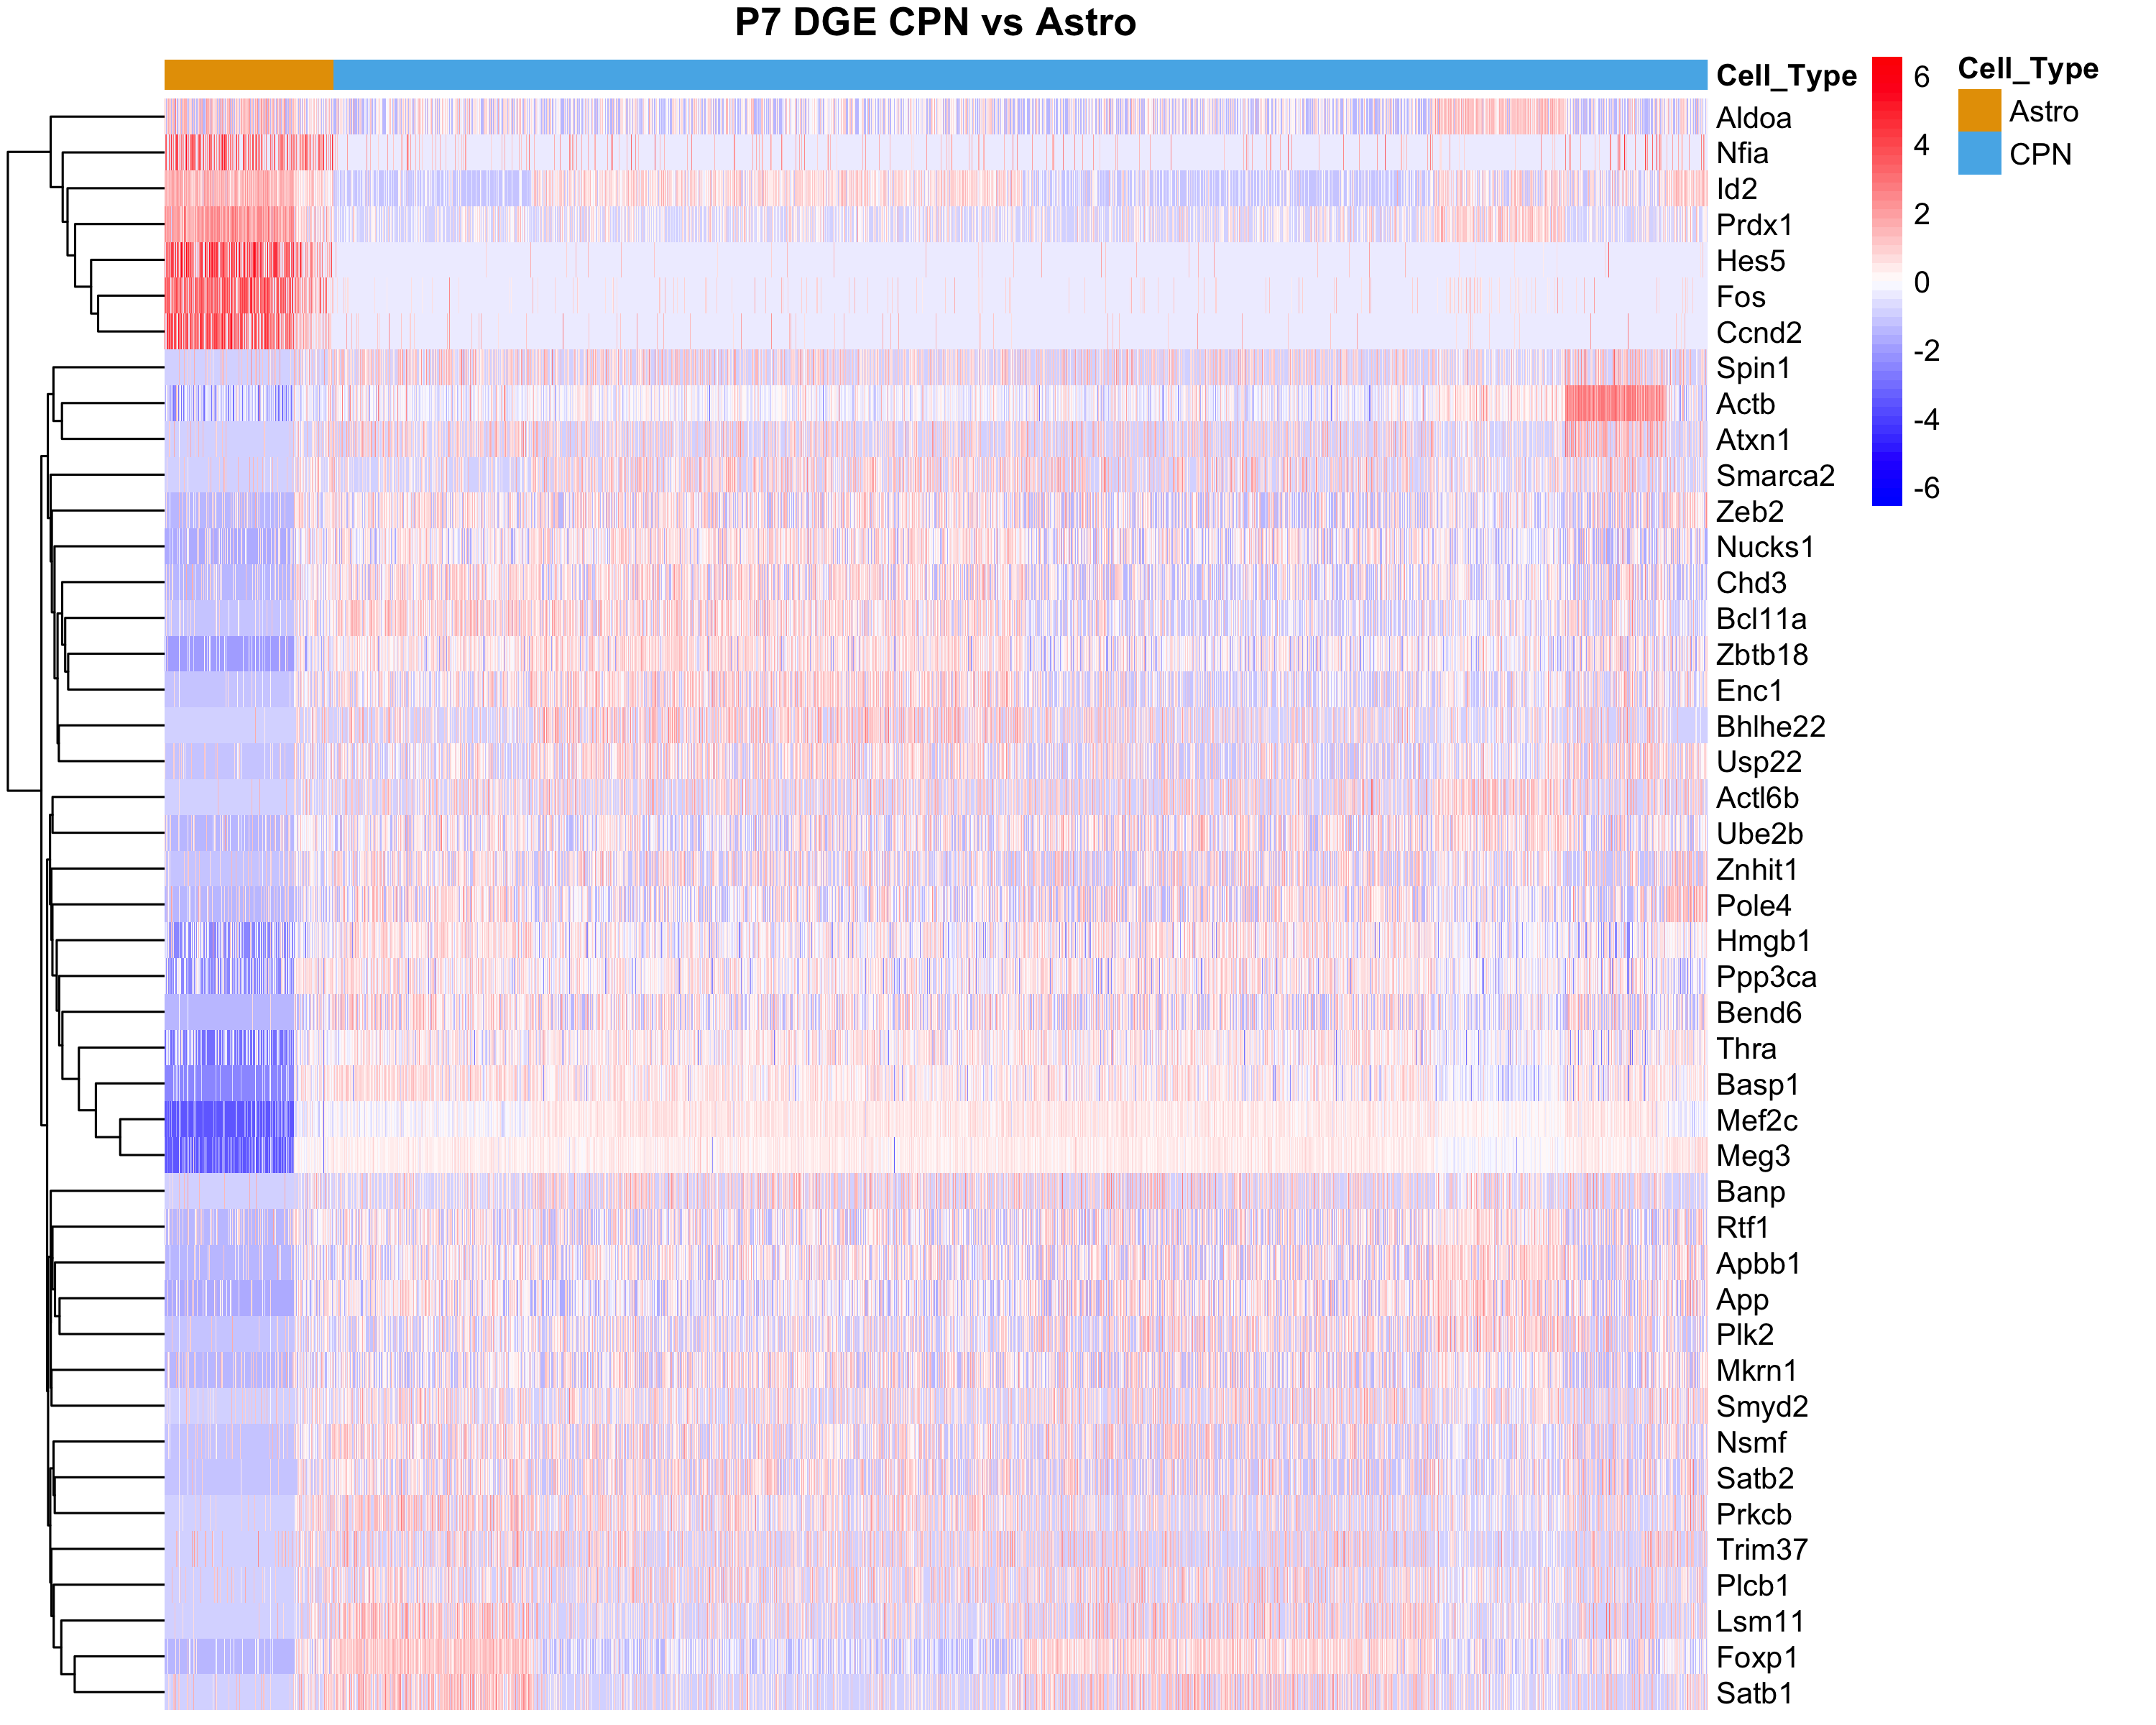 P7 DGE CPN vs Astro
Cell_Type
Aldoa
Nfia
Id2
Prdx1
Hes5
Fos
Ccnd2
Spin1
Actb
Atxn1
Smarca2
Zeb2
Nucks1
Chd3
Bcl11a
Zbtb18
Enc1
Bhlhe22
Usp22
Actl6b
Ube2b
Znhit1
Pole4
Hmgb1
Ppp3ca
Bend6
Thra
Basp1
Mef2c
Meg3
Banp
Rtf1
Apbb1
App
Plk2
Mkrn1
Smyd2
Nsmf
Satb2
Prkcb
Trim37
Plcb1
Lsm11
Foxp1
Satb1
6
4
2
0
-2
-4
-6
Cell_Type
Astro
CPN